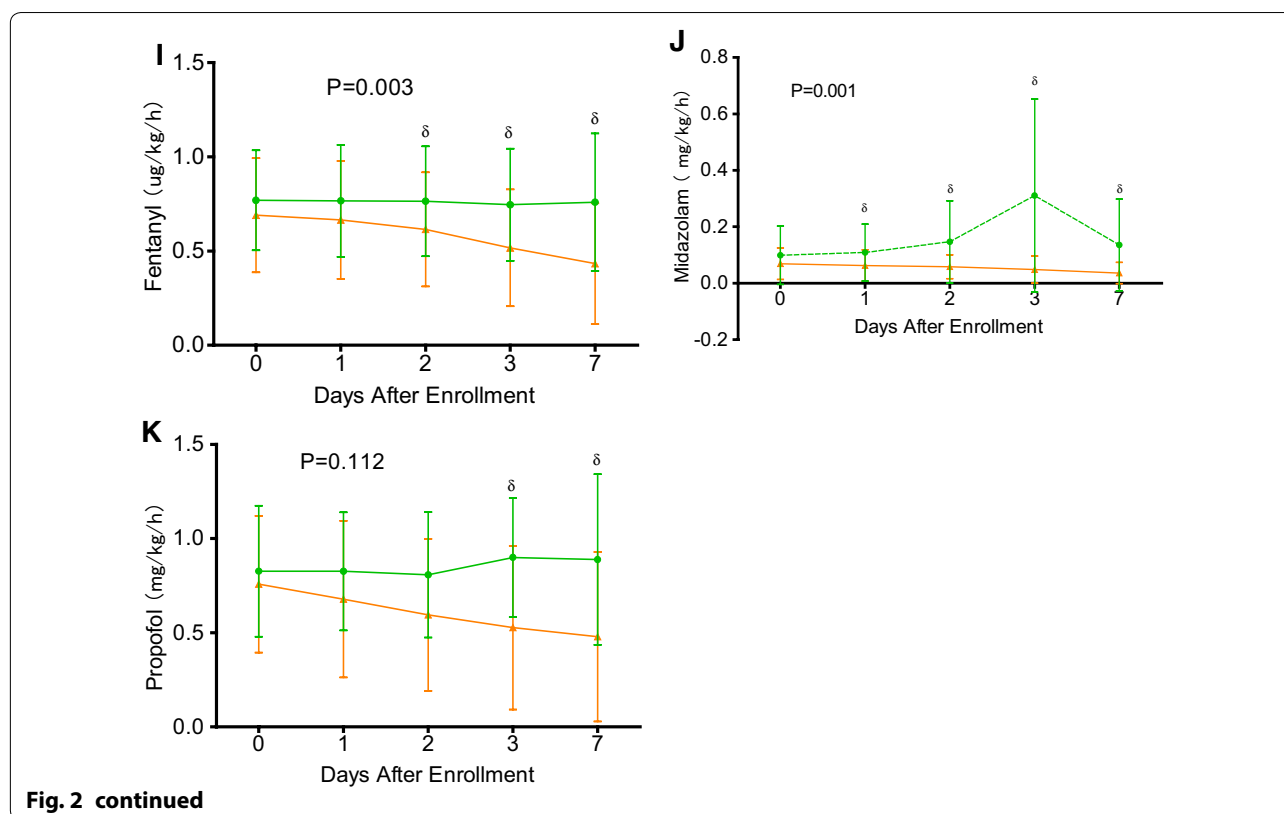 I
1.5
P=0.003
δ δ δ
1.0
0.5
0.0
Fentanyl (ug/kg/h)
0 1 2 3 7
Days After Enrollment
J
0.8
P=0.001
δ δ δ δ
0.6
0.4
0.2
0.0
-0.2
Midazolam ( mg/kg/h)
0 1 2 3 7
Days After Enrollment
K
1.5
P=0.112
δ δ
1.0
0.5
0.0
Propofol (mg/kg/h)
0 1 2 3 7
Days After Enrollment
Fig. 2 continued